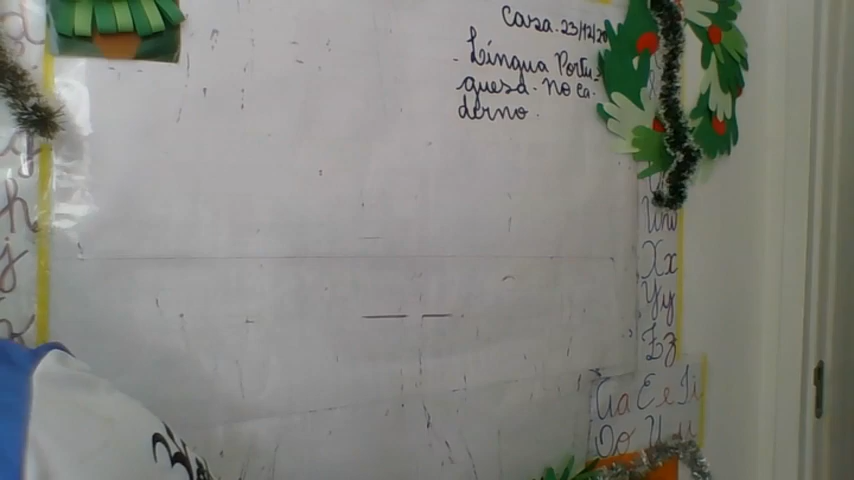 Casa. 23/12/20
- Língua Portu-
guesa. no ca-
derno.
Ww
Xx
Yy
Zz
Aa Ee Ii
Oo Uu